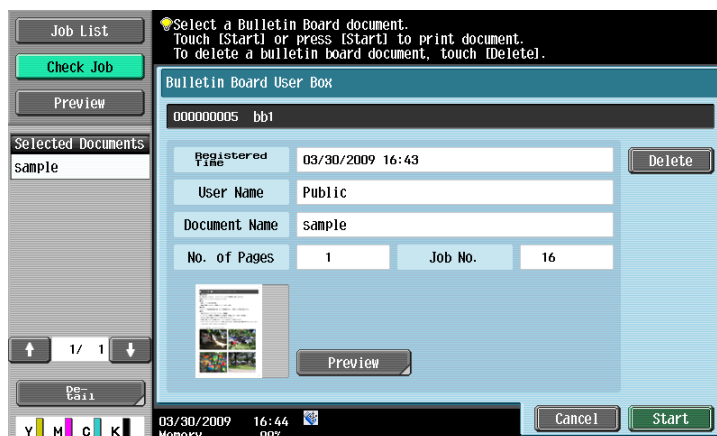 Job List
Check Job
Preview
Selected Documents
sample
1/ 1
De-
tail
Y M C K
Select a Bulletin Board document.
Touch [Start] or press [Start] to print document.
To delete a bulletin board document, touch [Delete].
Bulletin Board User Box
000000005 bb1
Registered
Time
03/30/2009 16:43
Delete
User Name
Public
Document Name
sample
No. of Pages
1
Job No.
16
Preview
03/30/2009 16:44
Memory 99%
Cancel
Start